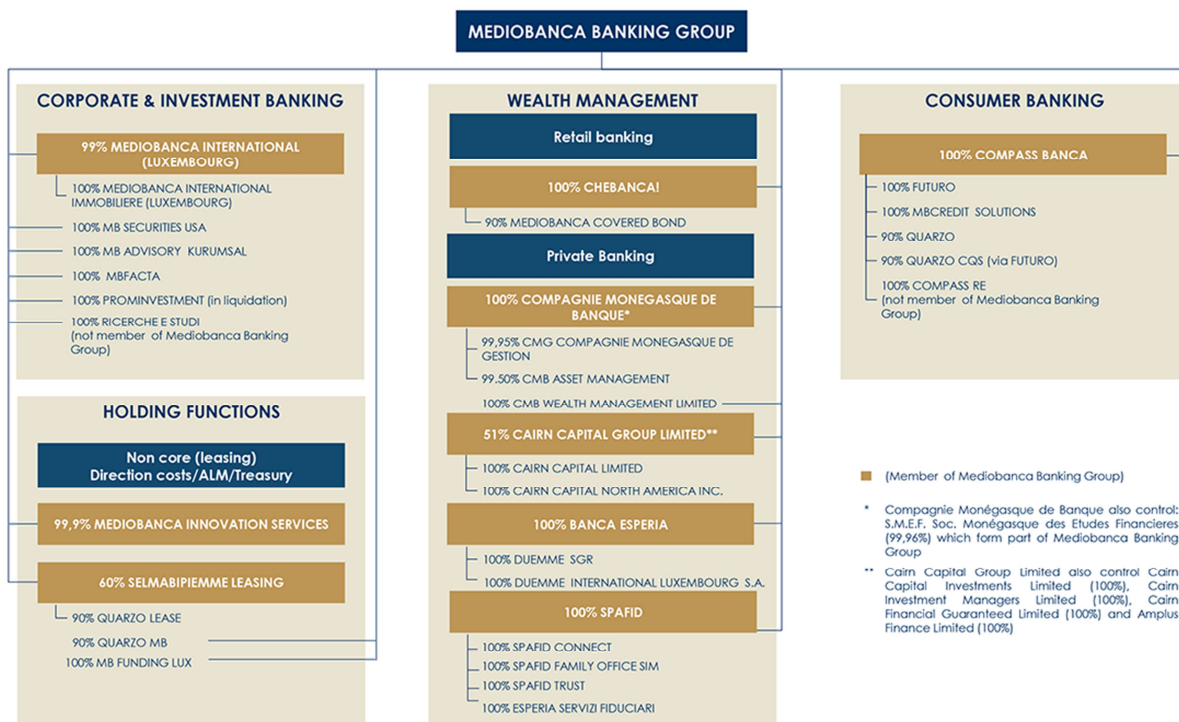 MEDIOBANCA BANKING GROUP
CORPORATE & INVESTMENT BANKING
99% MEDIOBANCA INTERNATIONAL
(LUXEMBOURG)
100% MEDIOBANCA INTERNATIONAL
IMMOBILIERE (LUXEMBOURG)
100% MB SECURITIES USA
100% MB ADVISORY KURUMSAL
100% MBFACTA
100% PROMINVESTMENT (in liquidation)
100% RICERCHE E STUDI
(not member of Mediobanca Banking
Group)
HOLDING FUNCTIONS
Non core (leasing)
Direction costs/ALM/Treasury
99,9% MEDIOBANCA INNOVATION SERVICES
60% SELMABIPIEMME LEASING
90% QUARZO LEASE
90% QUARZO MB
100% MB FUNDING LUX
WEALTH MANAGEMENT
Retail banking
100% CHEBANCA!
90% MEDIOBANCA COVERED BOND
Private Banking
100% COMPAGNIE MONEGASQUE DE
BANQUE*
99,95% CMG COMPAGNIE MONEGASQUE DE
GESTION
99.50% CMB ASSET MANAGEMENT
100% CMB WEALTH MANAGEMENT LIMITED
51% CAIRN CAPITAL GROUP LIMITED**
100% CAIRN CAPITAL LIMITED
100% CAIRN CAPITAL NORTH AMERICA INC.
100% BANCA ESPERIA
100% DUEMME SGR
100% DUEMME INTERNATIONAL LUXEMBOURG S.A.
100% SPAFID
100% SPAFID CONNECT
100% SPAFID FAMILY OFFICE SIM
100% SPAFID TRUST
100% ESPERIA SERVIZI FIDUCIARI
CONSUMER BANKING
100% COMPASS BANCA
100% FUTURO
100% MBCREDIT SOLUTIONS
90% QUARZO
90% QUARZO CQS (via FUTURO)
100% COMPASS RE
(not member of Mediobanca Banking
Group)
(Member of Mediobanca Banking Group)
* Compagnie Monégasque de Banque also control:
S.M.E.F. Soc. Monégasque des Etudes Financieres
(99,96%) which form part of Mediobanca Banking
Group
** Cairn Capital Group Limited also control Cairn
Capital Investments Limited (100%), Cairn
Investment Managers Limited (100%), Cairn
Financial Guaranteed Limited (100%) and Amplus
Finance Limited (100%)